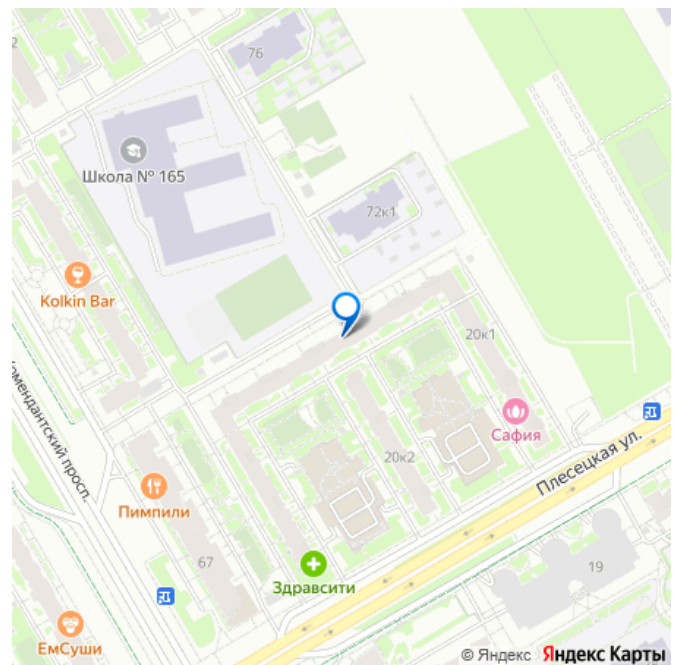 2
76
Школа № 165
72к1
Kolkin Bar
20к1
Сафия
Комендантский просп.
Плесецкая ул.
20к2
Пимпили
67
Здравсити
19
ЕмСуши
© Яндекс Яндекс Карты